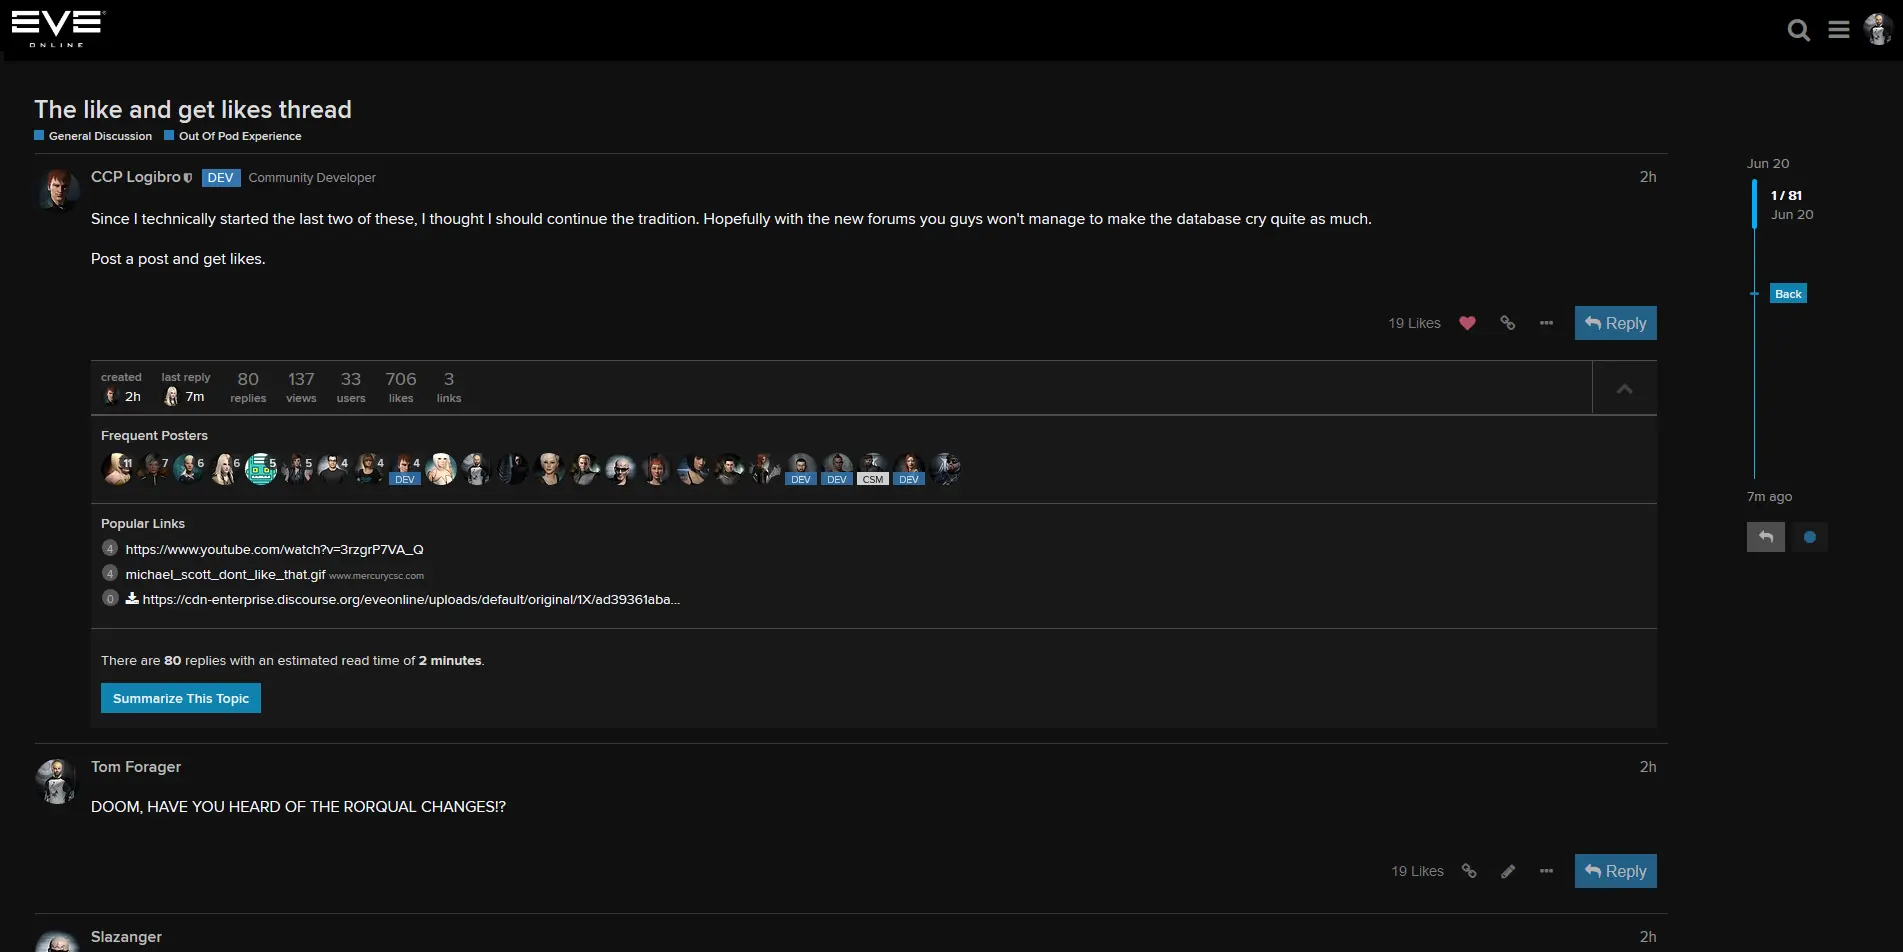 EVE
ONLINE
The like and get likes thread
General Discussion Out Of Pod Experience
CCP Logibro DEV Community Developer 2h
Since I technically started the last two of these, I thought I should continue the tradition. Hopefully with the new forums you guys won't manage to make the database cry quite as much.
Post a post and get likes.
19 Likes Reply
Jun 20
1 / 81
Jun 20
Back
7m ago
created last reply 80 137 33 706 3
2h 7m replies views users likes links
Frequent Posters
11 7 6 6 5 5 4 4 4
DEV DEV DEV CSM DEV
Popular Links
4 https://www.youtube.com/watch?v=3rzgrP7VA_Q
4 michael_scott_dont_like_that.gif www.mercurycsc.com
0 https://cdn-enterprise.discourse.org/eveonline/uploads/default/original/1X/ad39361aba...
There are 80 replies with an estimated read time of 2 minutes.
Summarize This Topic
Tom Forager 2h
DOOM, HAVE YOU HEARD OF THE RORQUAL CHANGES!?
19 Likes Reply
Slazanger 2h